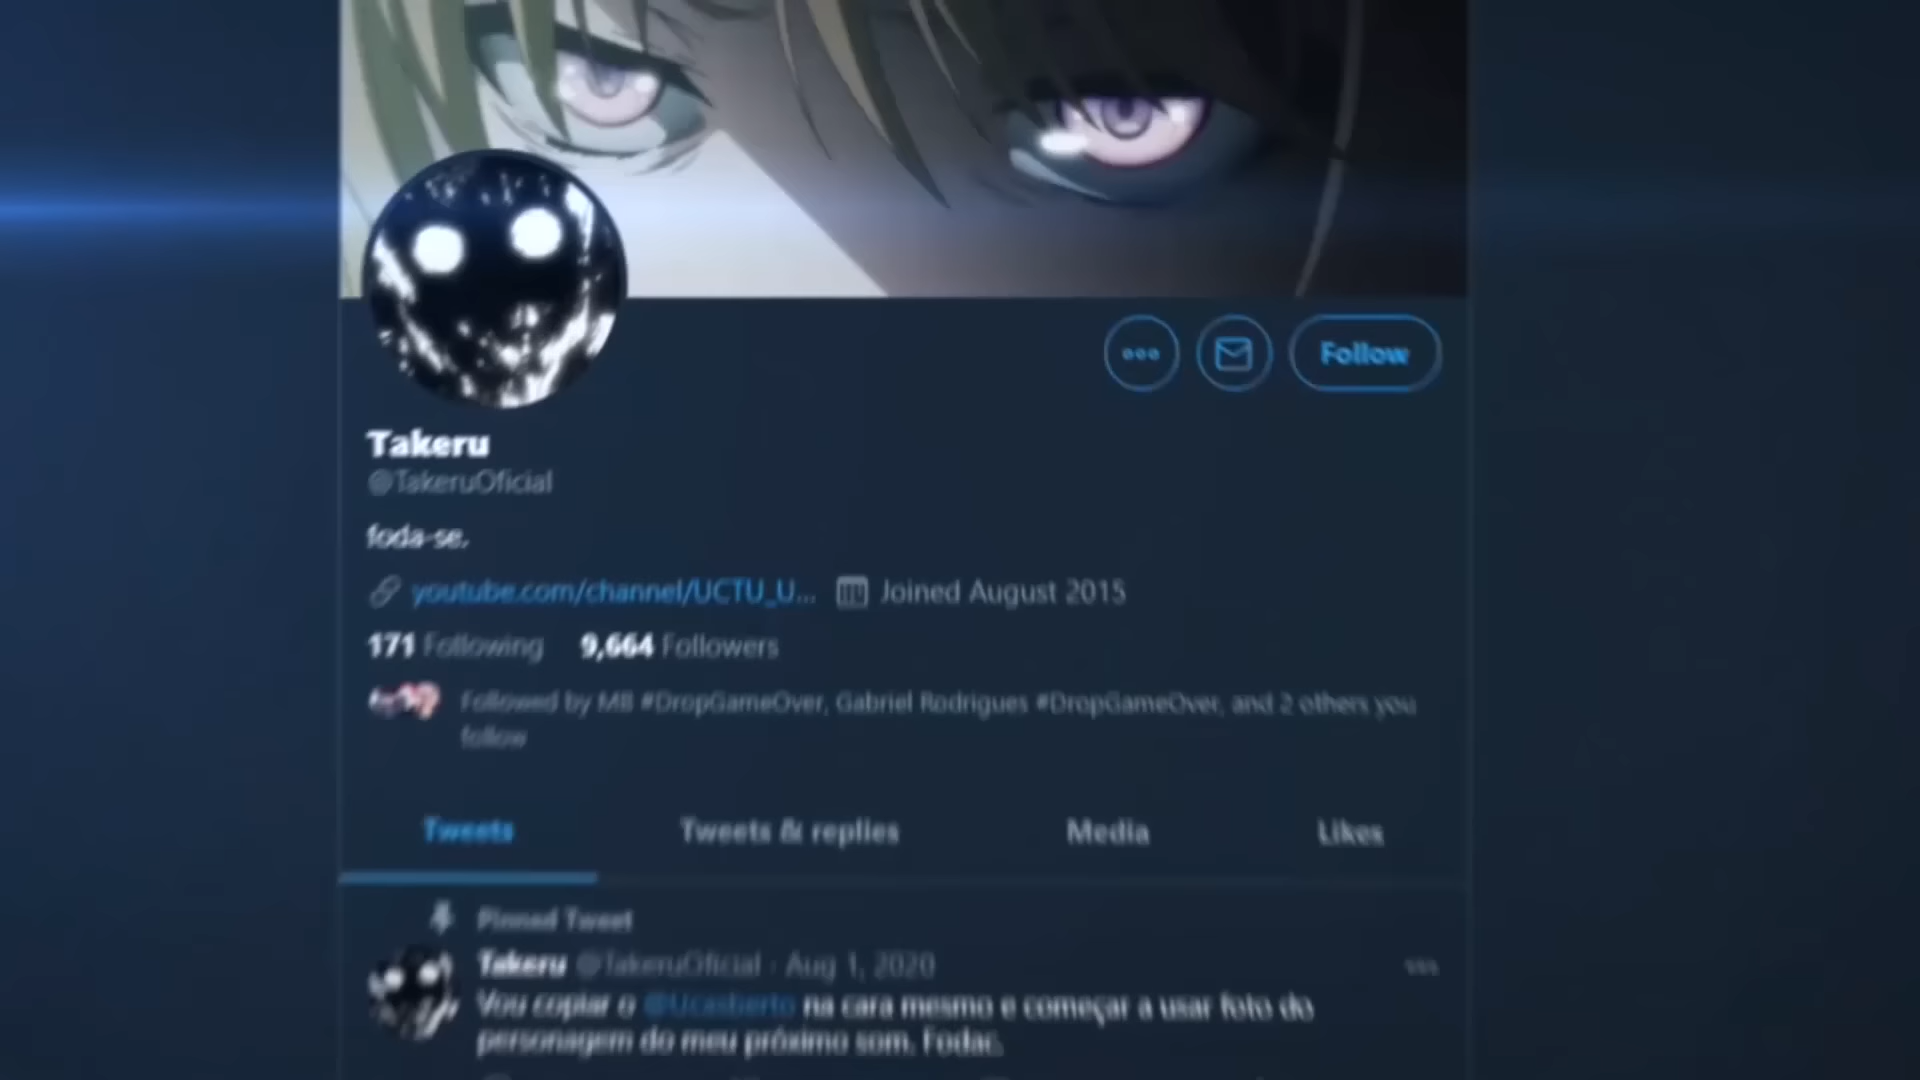 Follow
Takeru
@TakeruOficial
foda-se.
youtube.com/channel/UCTU_U... Joined August 2015
171 Following 9,664 Followers
Followed by MB #DropGameOver, Gabriel Rodrigues #DropGameOver, and 2 others you
follow
Tweets Tweets & replies Media Likes
Pinned Tweet
Takeru @TakeruOficial · Aug 1, 2020
Vou copiar o @Ucasberto na cara mesmo e começar a usar foto do
personagem do meu próximo som. Fodac.